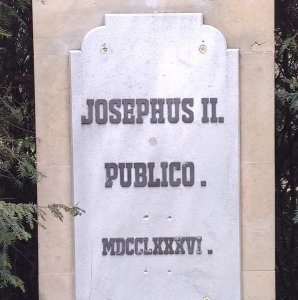 JOSEPHUS II.
PUBLICO.
MDCCLXXXVI.